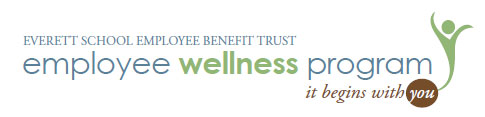 EVERETT SCHOOL EMPLOYEE BENEFIT TRUST
employee wellness program
it begins with you